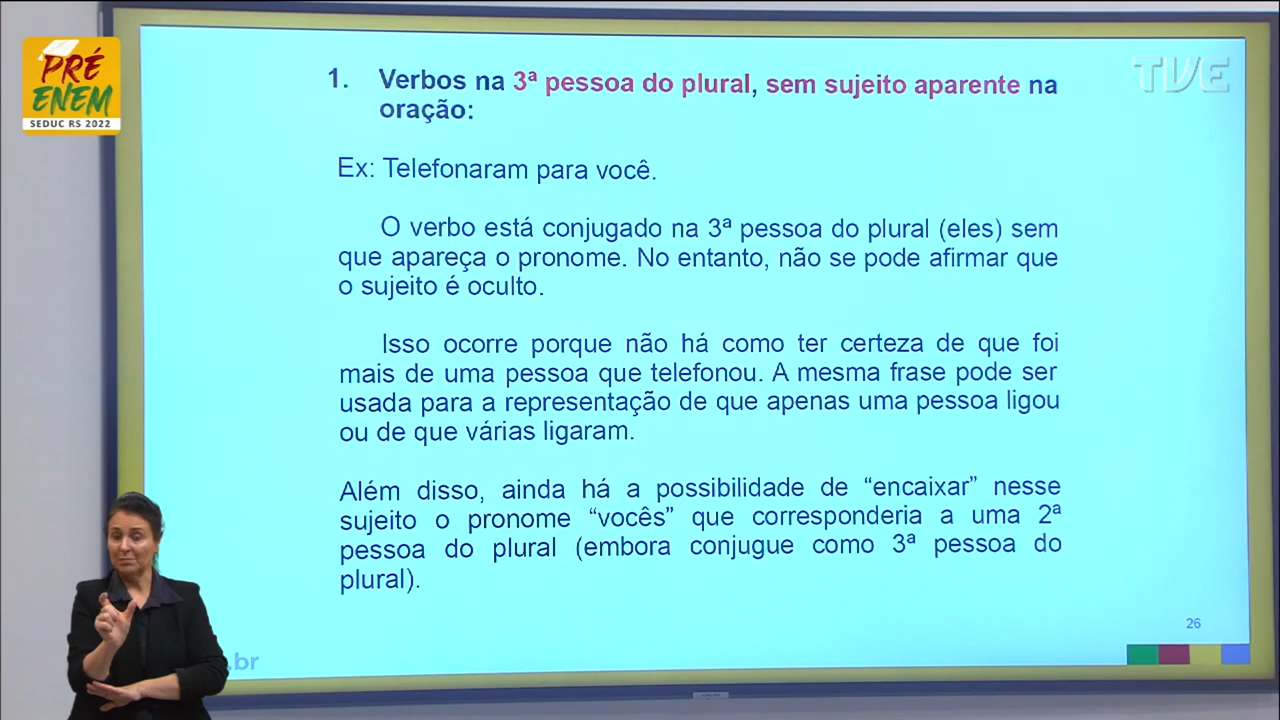 PRÉ
ENEM
SEDUC RS 2022
TVE
1. Verbos na 3ª pessoa do plural, sem sujeito aparente na
oração:
Ex: Telefonaram para você.
O verbo está conjugado na 3ª pessoa do plural (eles) sem
que apareça o pronome. No entanto, não se pode afirmar que
o sujeito é oculto.
Isso ocorre porque não há como ter certeza de que foi
mais de uma pessoa que telefonou. A mesma frase pode ser
usada para a representação de que apenas uma pessoa ligou
ou de que várias ligaram.
Além disso, ainda há a possibilidade de “encaixar” nesse
sujeito o pronome “vocês” que corresponderia a uma 2ª
pessoa do plural (embora conjugue como 3ª pessoa do
plural).
26
.br